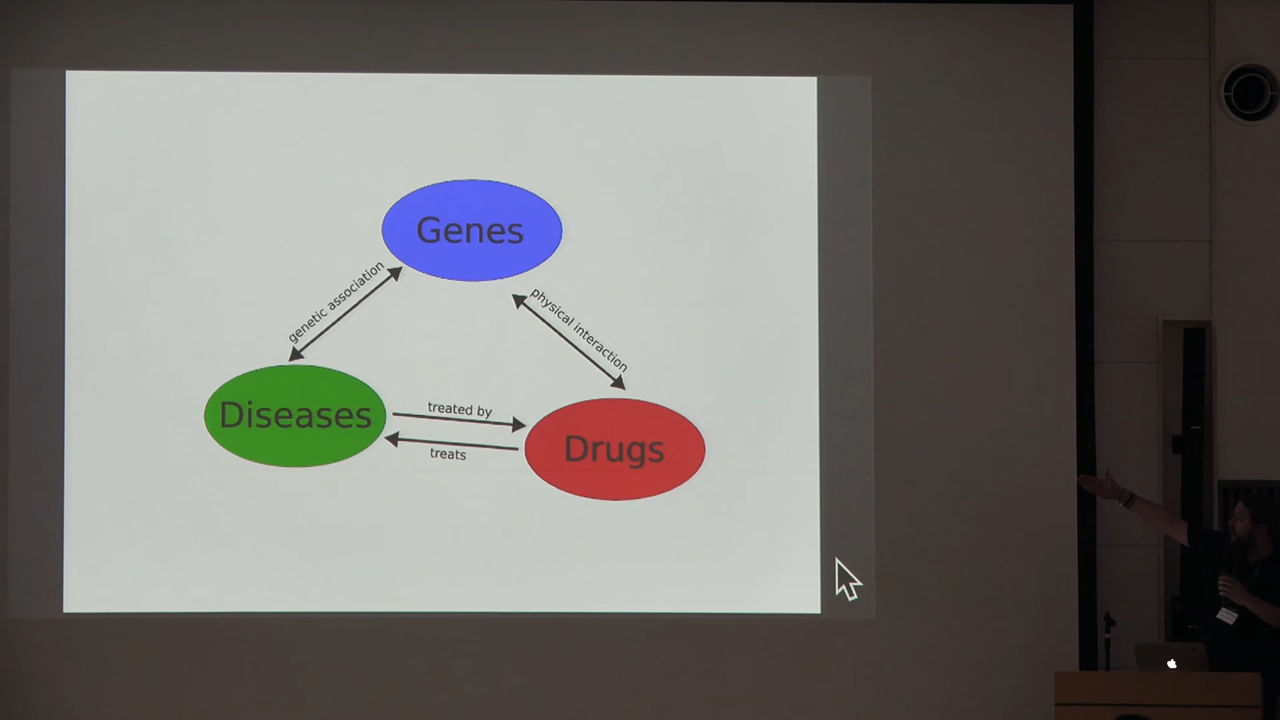 Genes
genetic association
physical interaction
Diseases
treated by
treats
Drugs